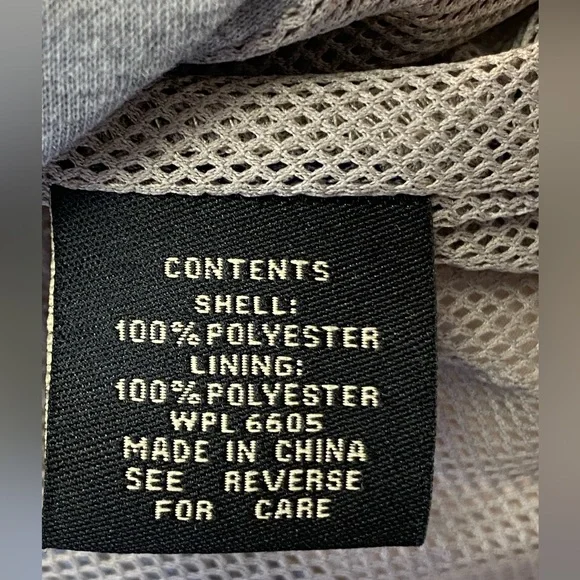 CONTENTS
SHELL:
100% POLYESTER
LINING:
100% POLYESTER
WPL 6605
MADE IN CHINA
SEE REVERSE
FOR CARE